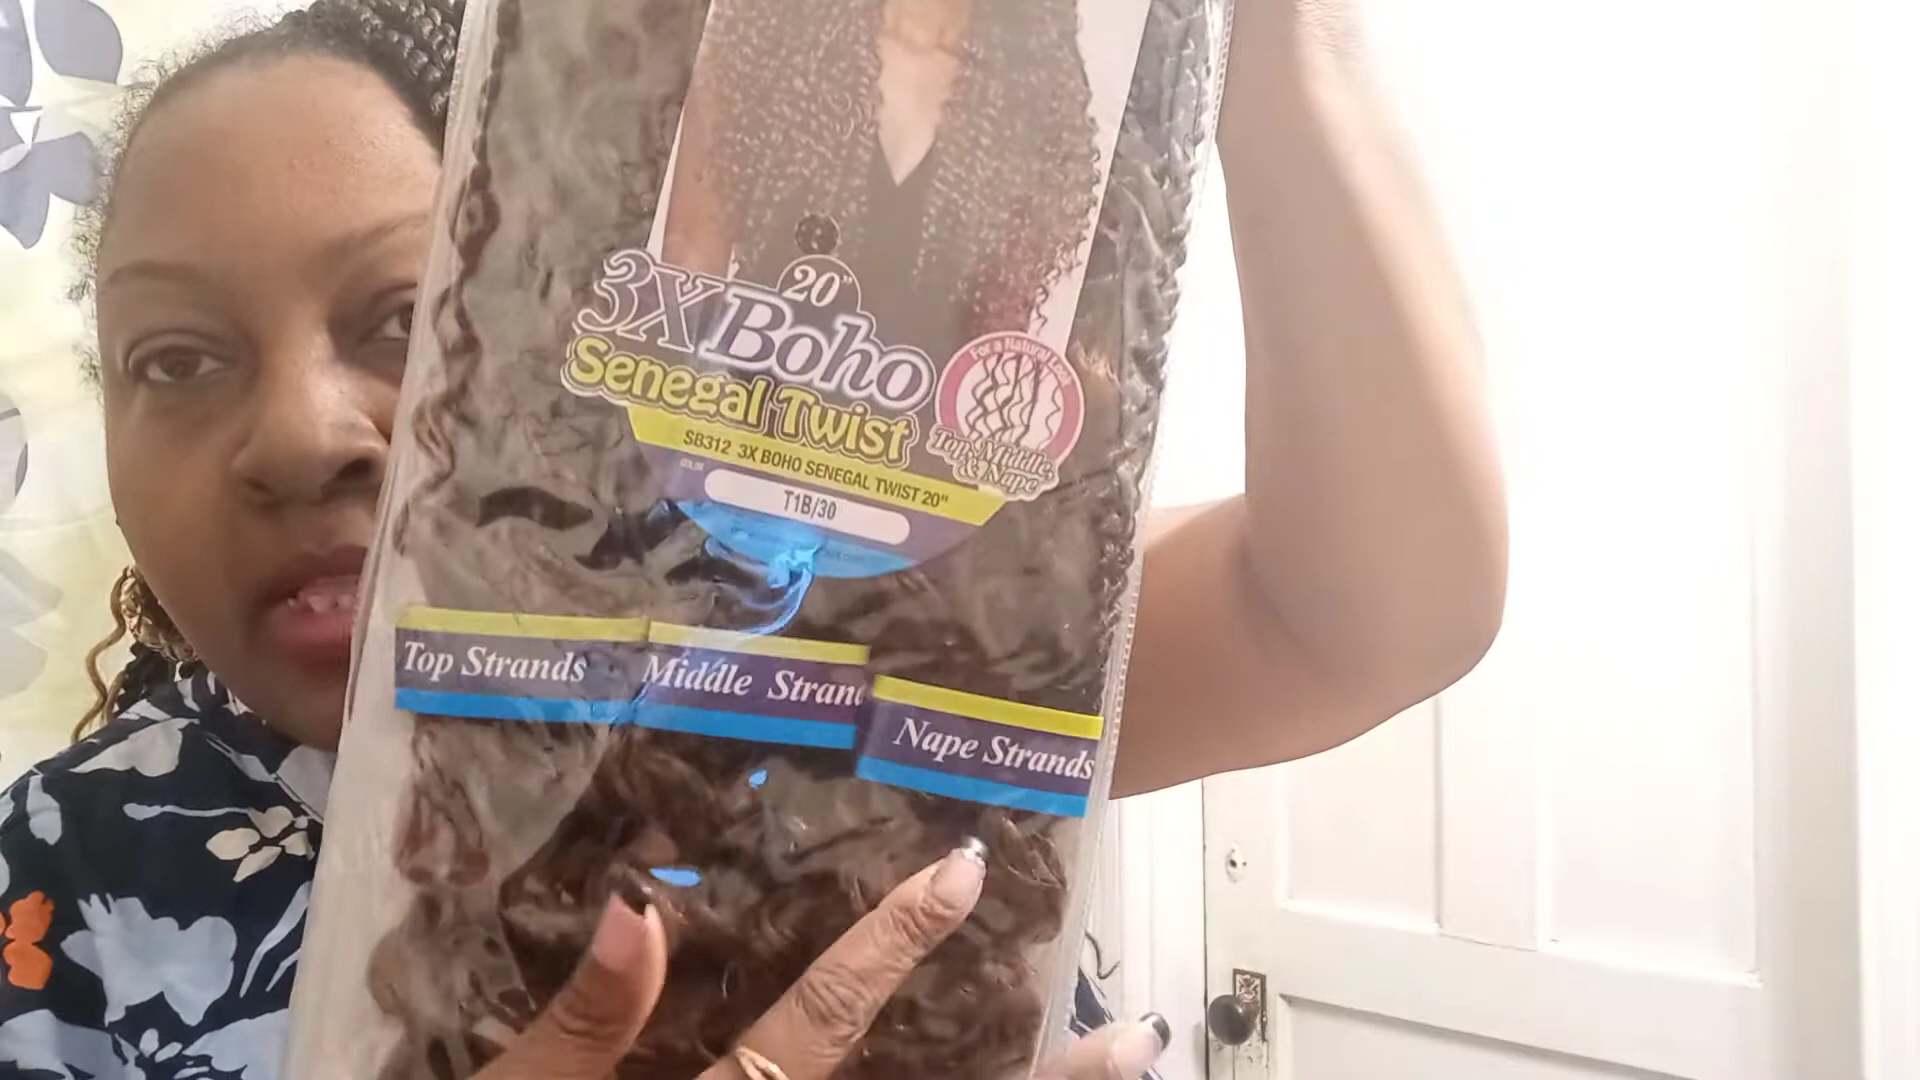 20"
3X Boho
Senegal Twist
SB312 3X BOHO SENEGAL TWIST 20"
COLOR
T1B/30
For a Natural Look
Top, Middle,
& Nape
Top Strands
Middle Strand
Nape Strands